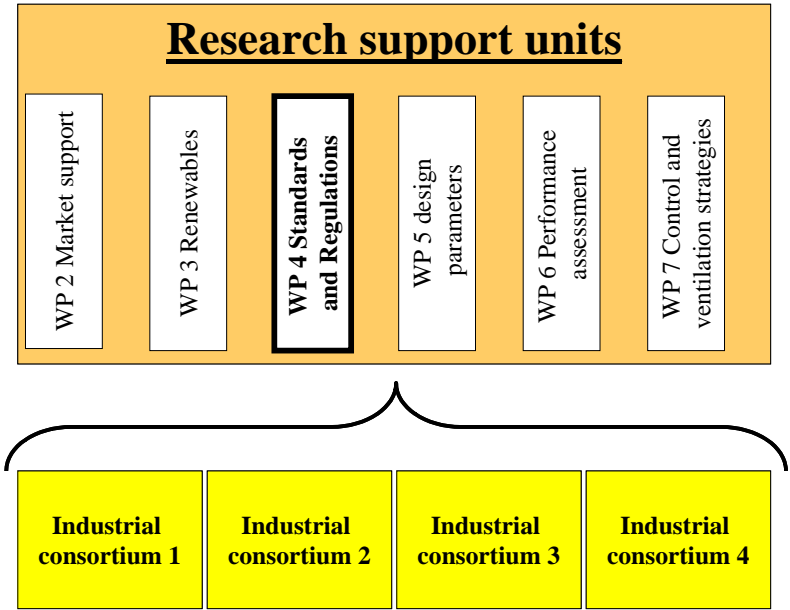 Research support units
WP 2 Market support
WP 3 Renewables
WP 4 Standards
and Regulations
WP 5 design
parameters
WP 6 Performance
assessment
WP 7 Control and
ventilation strategies
Industrial
consortium 1
Industrial
consortium 2
Industrial
consortium 3
Industrial
consortium 4